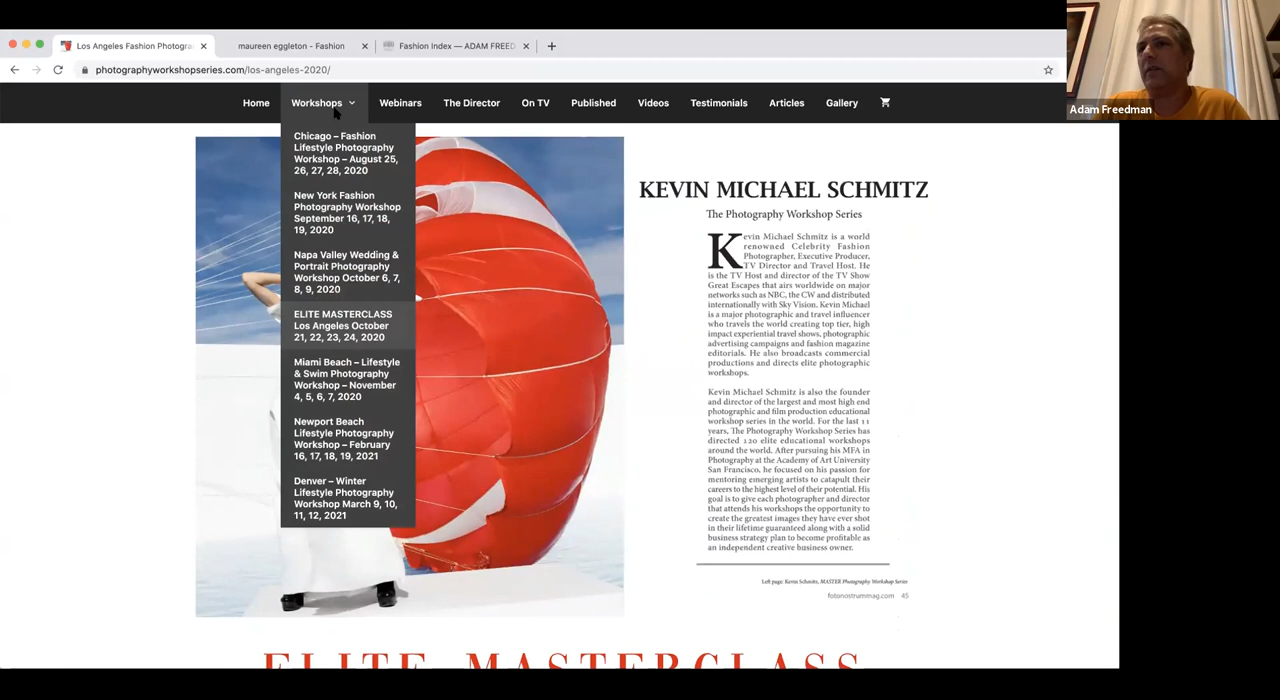 Los Angeles Fashion Photogra
maureen eggleton - Fashion
Fashion Index — ADAM FREED
photographyworkshopseries.com/los-angeles-2020/
Adam Freedman
Home
Workshops
Webinars
The Director
On TV
Published
Videos
Testimonials
Articles
Gallery
Chicago – Fashion
Lifestyle Photography
Workshop – August 25,
26, 27, 28, 2020
New York Fashion
Photography Workshop
September 16, 17, 18,
19, 2020
Napa Valley Wedding &
Portrait Photography
Workshop October 6, 7,
8, 9, 2020
ELITE MASTERCLASS
Los Angeles October
21, 22, 23, 24, 2020
Miami Beach – Lifestyle
& Swim Photography
Workshop – November
4, 5, 6, 7, 2020
Newport Beach
Lifestyle Photography
Workshop – February
16, 17, 18, 19, 2021
Denver – Winter
Lifestyle Photography
Workshop March 9, 10,
11, 12, 2021
KEVIN MICHAEL SCHMITZ
The Photography Workshop Series
Kevin Michael Schmitz is a world
renowned Celebrity Fashion
Photographer, Executive Producer,
TV Director and Travel Host. He
is the TV Host and director of the TV Show
Great Escapes that airs worldwide on major
networks such as NBC, the CW and distributed
internationally with Sky Vision. Kevin Michael
is a major photographic and travel influencer
who travels the world creating top tier, high
impact experiential travel shows, photographic
advertising campaigns and fashion magazine
editorials. He also broadcasts commercial
productions and directs elite photographic
workshops.
Kevin Michael Schmitz is also the founder
and director of the largest and most high end
photographic and film production educational
workshop series in the world. For the last 11
years, The Photography Workshop Series has
directed 120 elite educational workshops
around the world. After pursuing his MFA in
Photography at the Academy of Art University
San Francisco, he focused on his passion for
mentoring emerging artists to catapult their
careers to the highest level of their potential. His
goal is to give each photographer and director
that attends his workshops the opportunity to
create the greatest images they have ever shot
in their lifetime guaranteed along with a solid
business strategy plan to become profitable as
an independent creative business owner.
Left page: Kevin Schmitz, MASTER Photography Workshop Series
fotonostrummag.com 45
ELITE MASTERCLASS